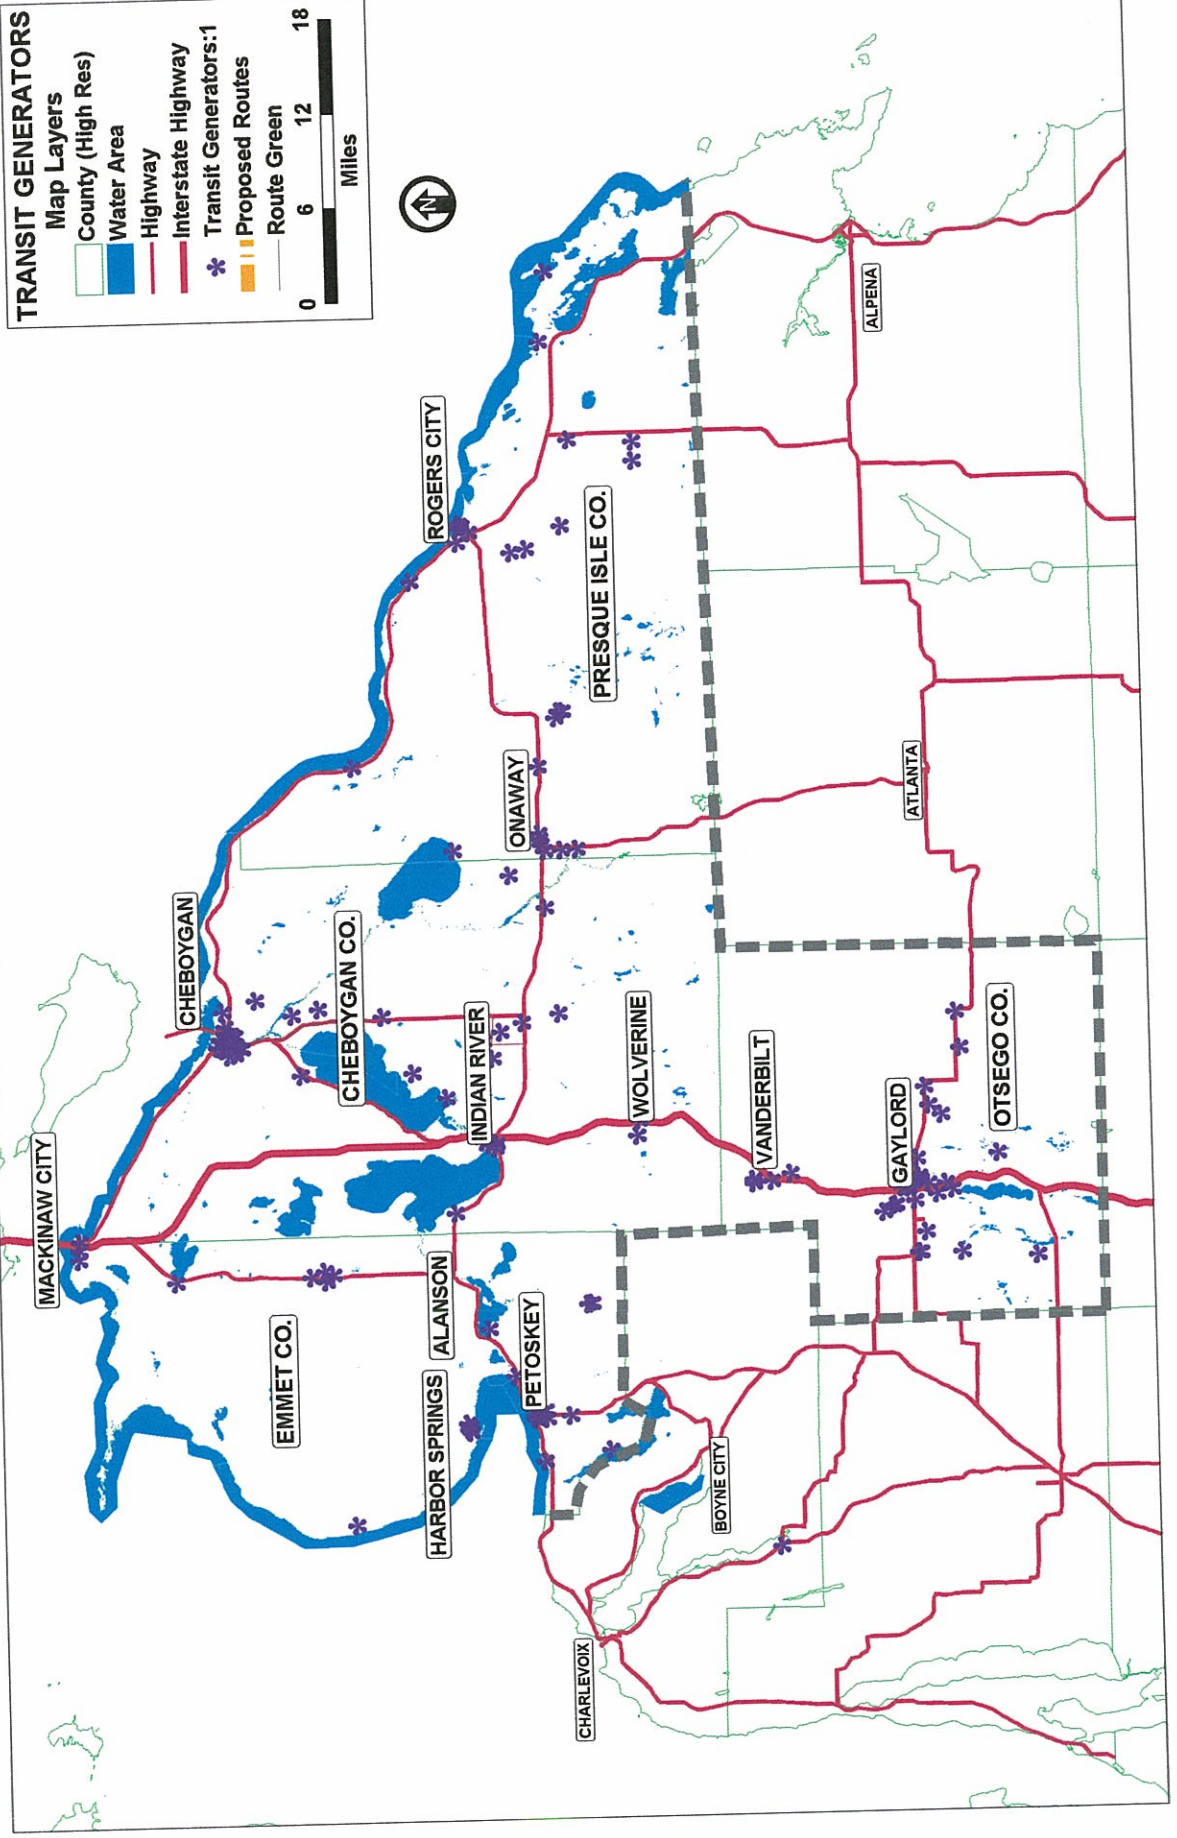 TRANSIT GENERATORS
Map Layers
County (High Res)
Water Area
Highway
Interstate Highway
Transit Generators:1
Proposed Routes
Route Green
0 6 12 18
Miles
N
MACKINAW CITY
CHEBOYGAN
CHEBOYGAN CO.
EMMET CO.
ROGERS CITY
HARBOR SPRINGS
ALANSON
INDIAN RIVER
ONAWAY
PETOSKEY
PRESQUE ISLE CO.
CHARLEVOIX
WOLVERINE
BOYNE CITY
VANDERBILT
ALPENA
GAYLORD
ATLANTA
OTSEGO CO.